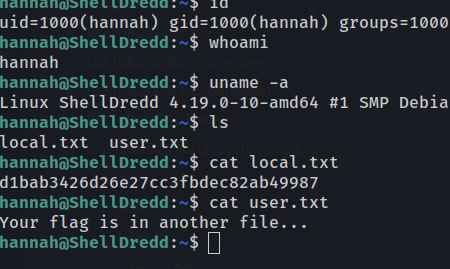 hannah@ShellDredd:~$ id
uid=1000(hannah) gid=1000(hannah) groups=1000
hannah@ShellDredd:~$ whoami
hannah
hannah@ShellDredd:~$ uname -a
Linux ShellDredd 4.19.0-10-amd64 #1 SMP Debia
hannah@ShellDredd:~$ ls
local.txt  user.txt
hannah@ShellDredd:~$ cat local.txt
d1bab3426d26e27cc3fbdec82ab49987
hannah@ShellDredd:~$ cat user.txt
Your flag is in another file...
hannah@ShellDredd:~$